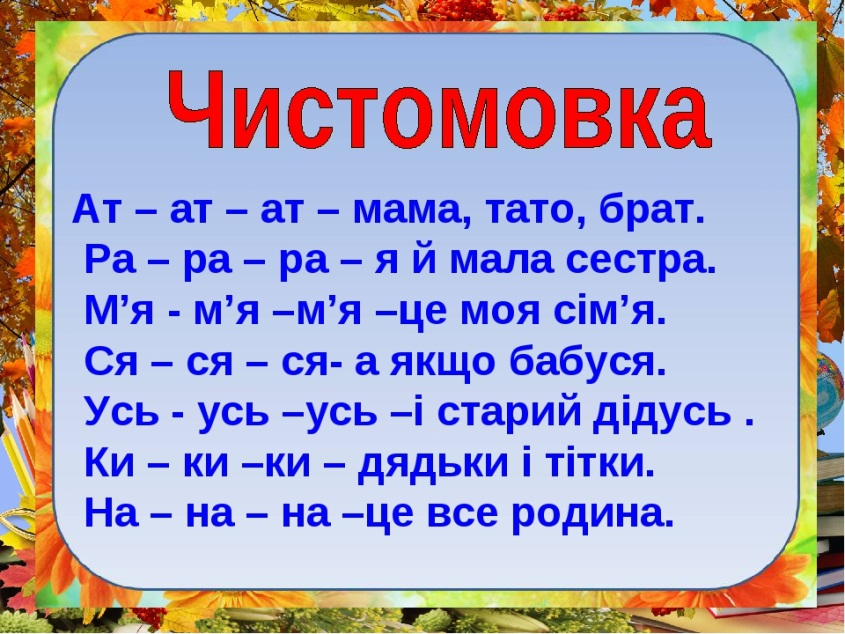 Чистомовка
Ат – ат – ат – мама, тато, брат.
Ра – ра – ра – я й мала сестра.
М’я - м’я –м’я –це моя сім’я.
Ся – ся – ся- а якщо бабуся.
Усь - усь –усь –і старий дідусь .
Ки – ки –ки – дядьки і тітки.
На – на – на –це все родина.